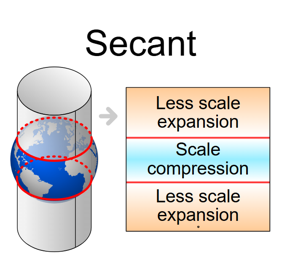 Secant
Less scale
expansion
Scale
compression
Less scale
expansion